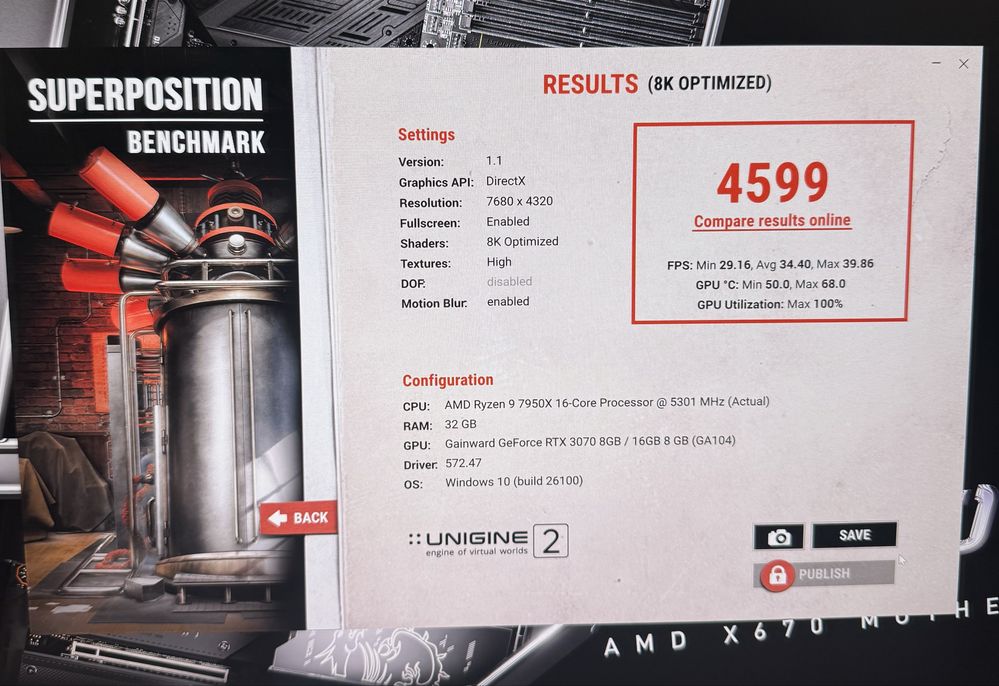 SUPERPOSITION
BENCHMARK
RESULTS (8K OPTIMIZED)
Settings
Version: 1.1
Graphics API: DirectX
Resolution: 7680 x 4320
Fullscreen: Enabled
Shaders: 8K Optimized
Textures: High
DOF: disabled
Motion Blur: enabled
4599
Compare results online
FPS: Min 29.16, Avg 34.40, Max 39.86
GPU °C: Min 50.0, Max 68.0
GPU Utilization: Max 100%
Configuration
CPU: AMD Ryzen 9 7950X 16-Core Processor @ 5301 MHz (Actual)
RAM: 32 GB
GPU: Gainward GeForce RTX 3070 8GB / 16GB 8 GB (GA104)
Driver: 572.47
OS: Windows 10 (build 26100)
BACK
UNIGINE 2
engine of virtual worlds
SAVE
PUBLISH
AMD X670